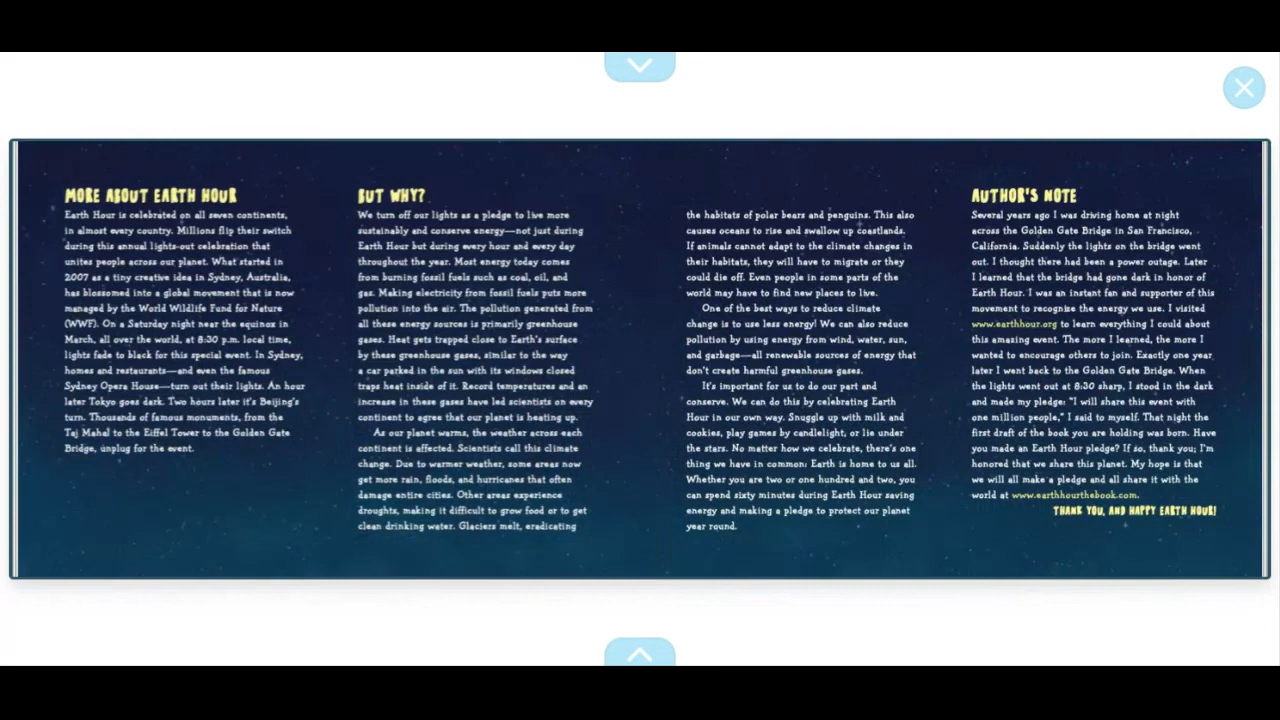 MORE ABOUT EARTH HOUR
Earth Hour is celebrated on all seven continents,
in almost every country. Millions flip their switch
during this annual lights-out celebration that
unites people across our planet. What started in
2007 as a tiny creative idea in Sydney, Australia,
has blossomed into a global movement that is now
managed by the World Wildlife Fund for Nature
(WWF). On a Saturday night near the equinox in
March, all over the world, at 8:30 p.m. local time,
lights fade to black for this special event. In Sydney,
homes and restaurants—and even the famous
Sydney Opera House—turn out their lights. An hour
later Tokyo goes dark. Two hours later it's Beijing's
turn. Thousands of famous monuments, from the
Taj Mahal to the Eiffel Tower to the Golden Gate
Bridge, unplug for the event.
BUT WHY?
We turn off our lights as a pledge to live more
sustainably and conserve energy—not just during
Earth Hour but during every hour and every day
throughout the year. Most energy today comes
from burning fossil fuels such as coal, oil, and
gas. Making electricity from fossil fuels puts more
pollution into the air. The pollution generated from
all these energy sources is primarily greenhouse
gases. Heat gets trapped close to Earth's surface
by these greenhouse gases, similar to the way
a car parked in the sun with its windows closed
traps heat inside of it. Record temperatures and an
increase in these gases have led scientists on every
continent to agree that our planet is heating up.
As our planet warms, the weather across each
continent is affected. Scientists call this climate
change. Due to warmer weather, some areas now
get more rain, floods, and hurricanes that often
damage entire cities. Other areas experience
droughts, making it difficult to grow food or to get
clean drinking water. Glaciers melt, eradicating
the habitats of polar bears and penguins. This also
causes oceans to rise and swallow up coastlands.
If animals cannot adapt to the climate changes in
their habitats, they will have to migrate or they
could die off. Even people in some parts of the
world may have to find new places to live.
One of the best ways to reduce climate
change is to use less energy! We can also reduce
pollution by using energy from wind, water, sun,
and garbage—all renewable sources of energy that
don't create harmful greenhouse gases.
It's important for us to do our part and
conserve. We can do this by celebrating Earth
Hour in our own way. Snuggle up with milk and
cookies, play games by candlelight, or lie under
the stars. No matter how we celebrate, there's one
thing we have in common: Earth is home to us all.
Whether you are two or one hundred and two, you
can spend sixty minutes during Earth Hour saving
energy and making a pledge to protect our planet
year round.
AUTHOR'S NOTE
Several years ago I was driving home at night
across the Golden Gate Bridge in San Francisco,
California. Suddenly the lights on the bridge went
out. I thought there had been a power outage. Later
I learned that the bridge had gone dark in honor of
Earth Hour. I was an instant fan and supporter of this
movement to recognize the energy we use. I visited
www.earthhour.org to learn everything I could about
this amazing event. The more I learned, the more I
wanted to encourage others to join. Exactly one year
later I went back to the Golden Gate Bridge. When
the lights went out at 8:30 sharp, I stood in the dark
and made my pledge: "I will share this event with
one million people," I said to myself. That night the
first draft of the book you are holding was born. Have
you made an Earth Hour pledge? If so, thank you; I'm
honored that we share this planet. My hope is that
we will all make a pledge and all share it with the
world at www.earthhourthebook.com.
THANK YOU, AND HAPPY EARTH HOUR!